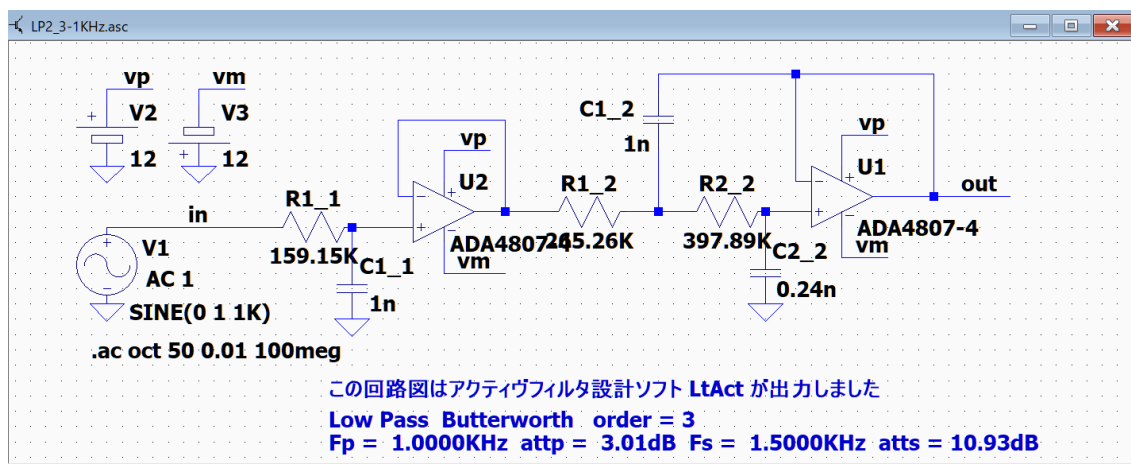 LP2_3-1KHz.asc
vp
vm
V2
V3
12
12
C1_2
1n
vp
U2
R1_1
159.15K
in
V1
AC 1
SINE(0 1 1K)
C1_1
1n
ADA4807-4
vm
R1_2
265.26K
R2_2
397.89K
vp
U1
out
ADA4807-4
vm
C2_2
0.24n
.ac oct 50 0.01 100meg
この回路図はアクティヴフィルタ設計ソフト LtAct が出力しました
Low Pass Butterworth order = 3
Fp = 1.0000KHz attp = 3.01dB Fs = 1.5000KHz atts = 10.93dB